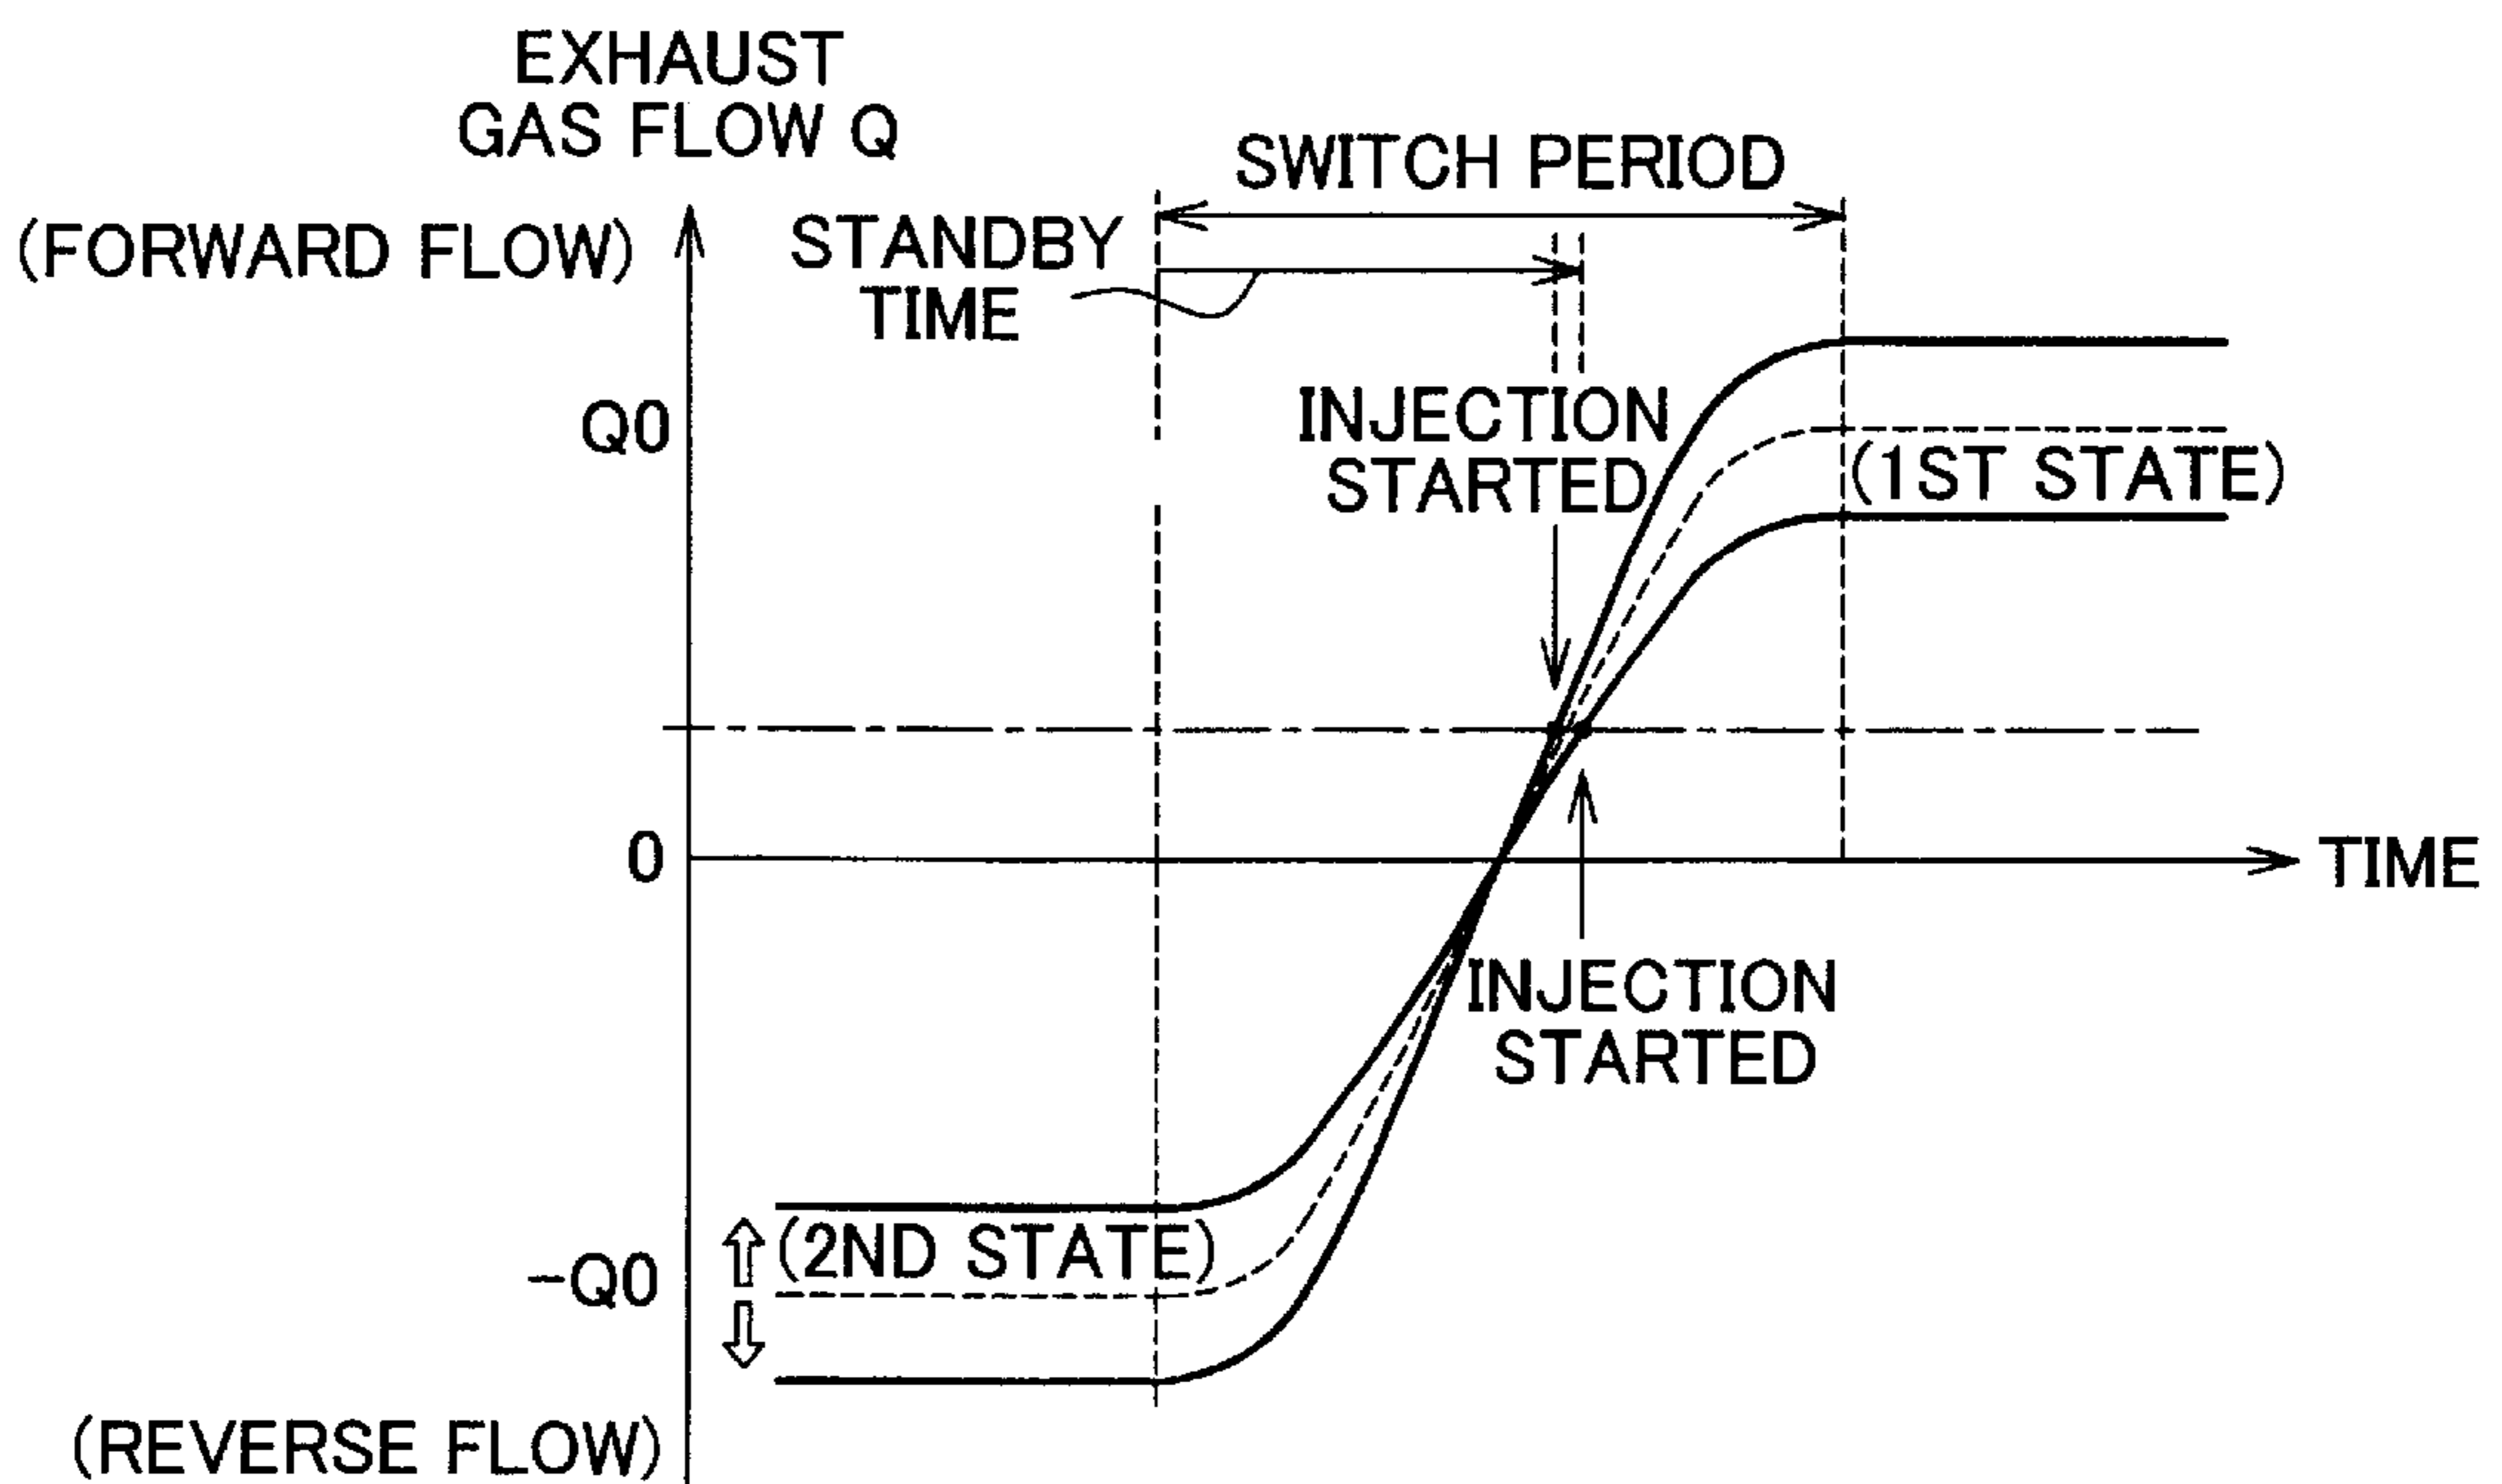 EXHAUST
GAS FLOW Q
SWITCH PERIOD
(FORWARD FLOW)
STANDBY
TIME
Q0
INJECTION
STARTED
(1ST STATE)
0
TIME
INJECTION
STARTED
(2ND STATE)
-Q0
(REVERSE FLOW)